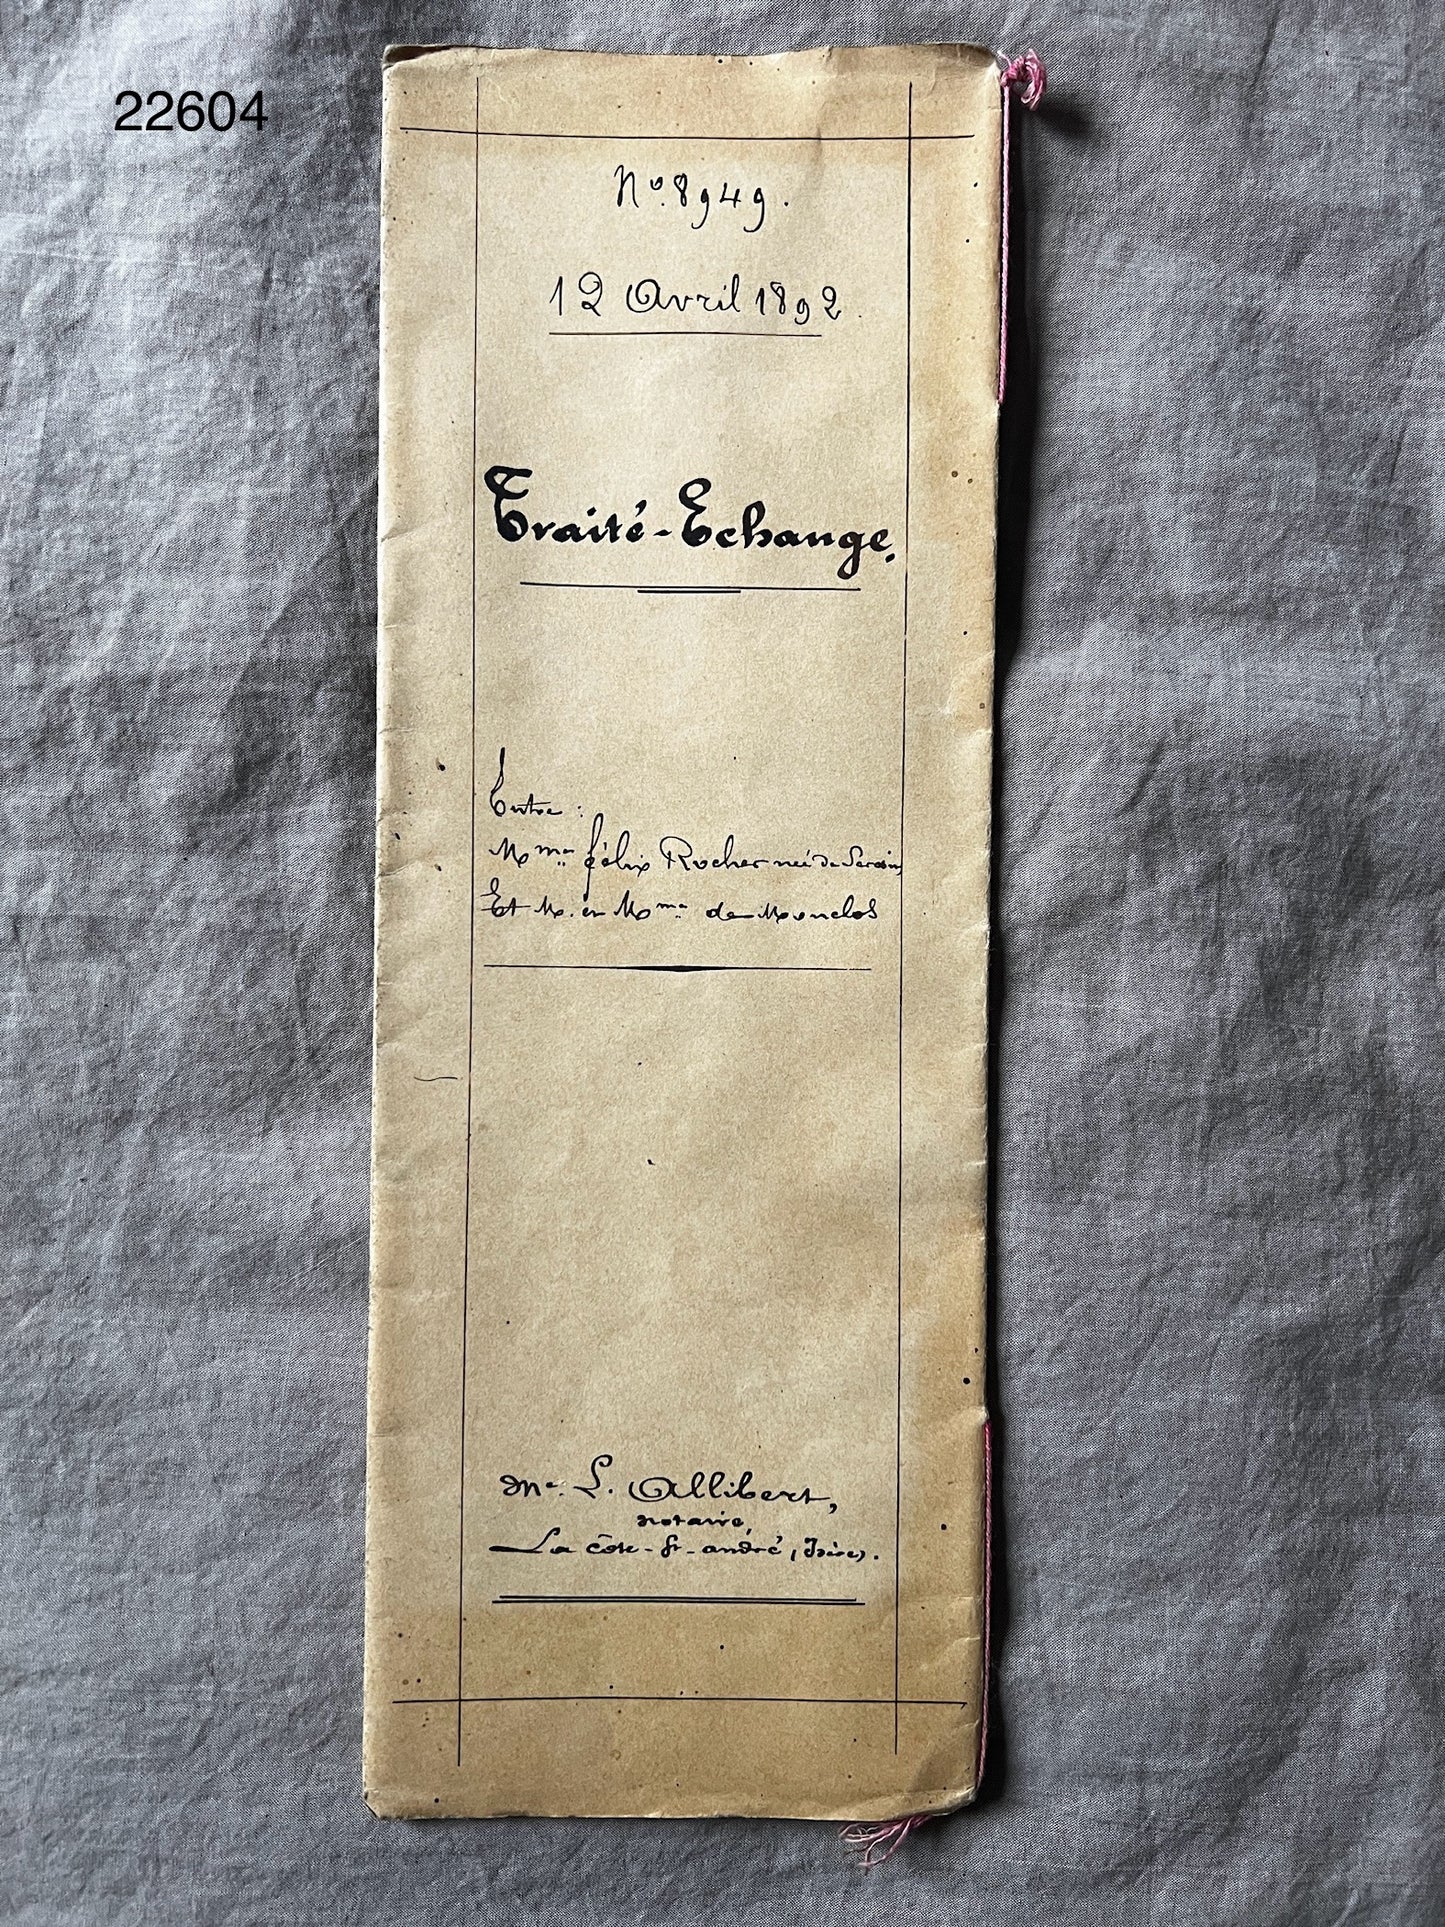 22604
Nº. 8949.
12 Avril 1892.
Traité-Echange.
Entre :
Mme Félix Rocher née de
Et M. et Mme de Monclos
Me. L. Allibert,
notaire,
La côte-St-andré, (Isère).